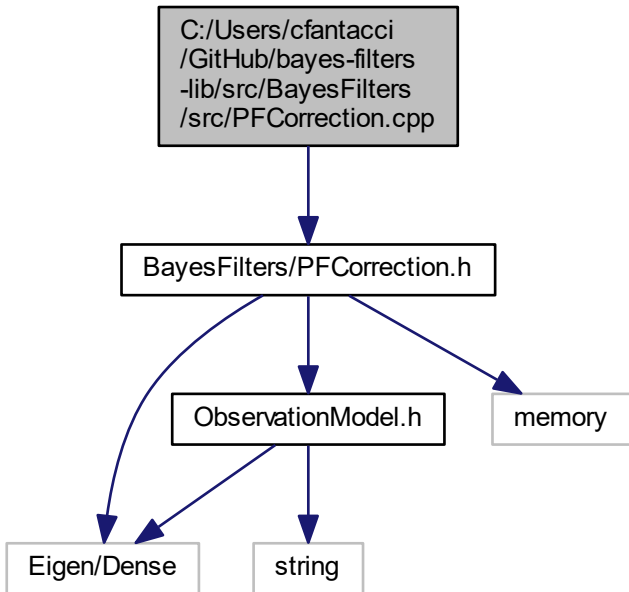 C:/Users/cfantacci
/GitHub/bayes-filters
-lib/src/BayesFilters
/src/PFCorrection.cpp
BayesFilters/PFCorrection.h
ObservationModel.h
memory
Eigen/Dense
string